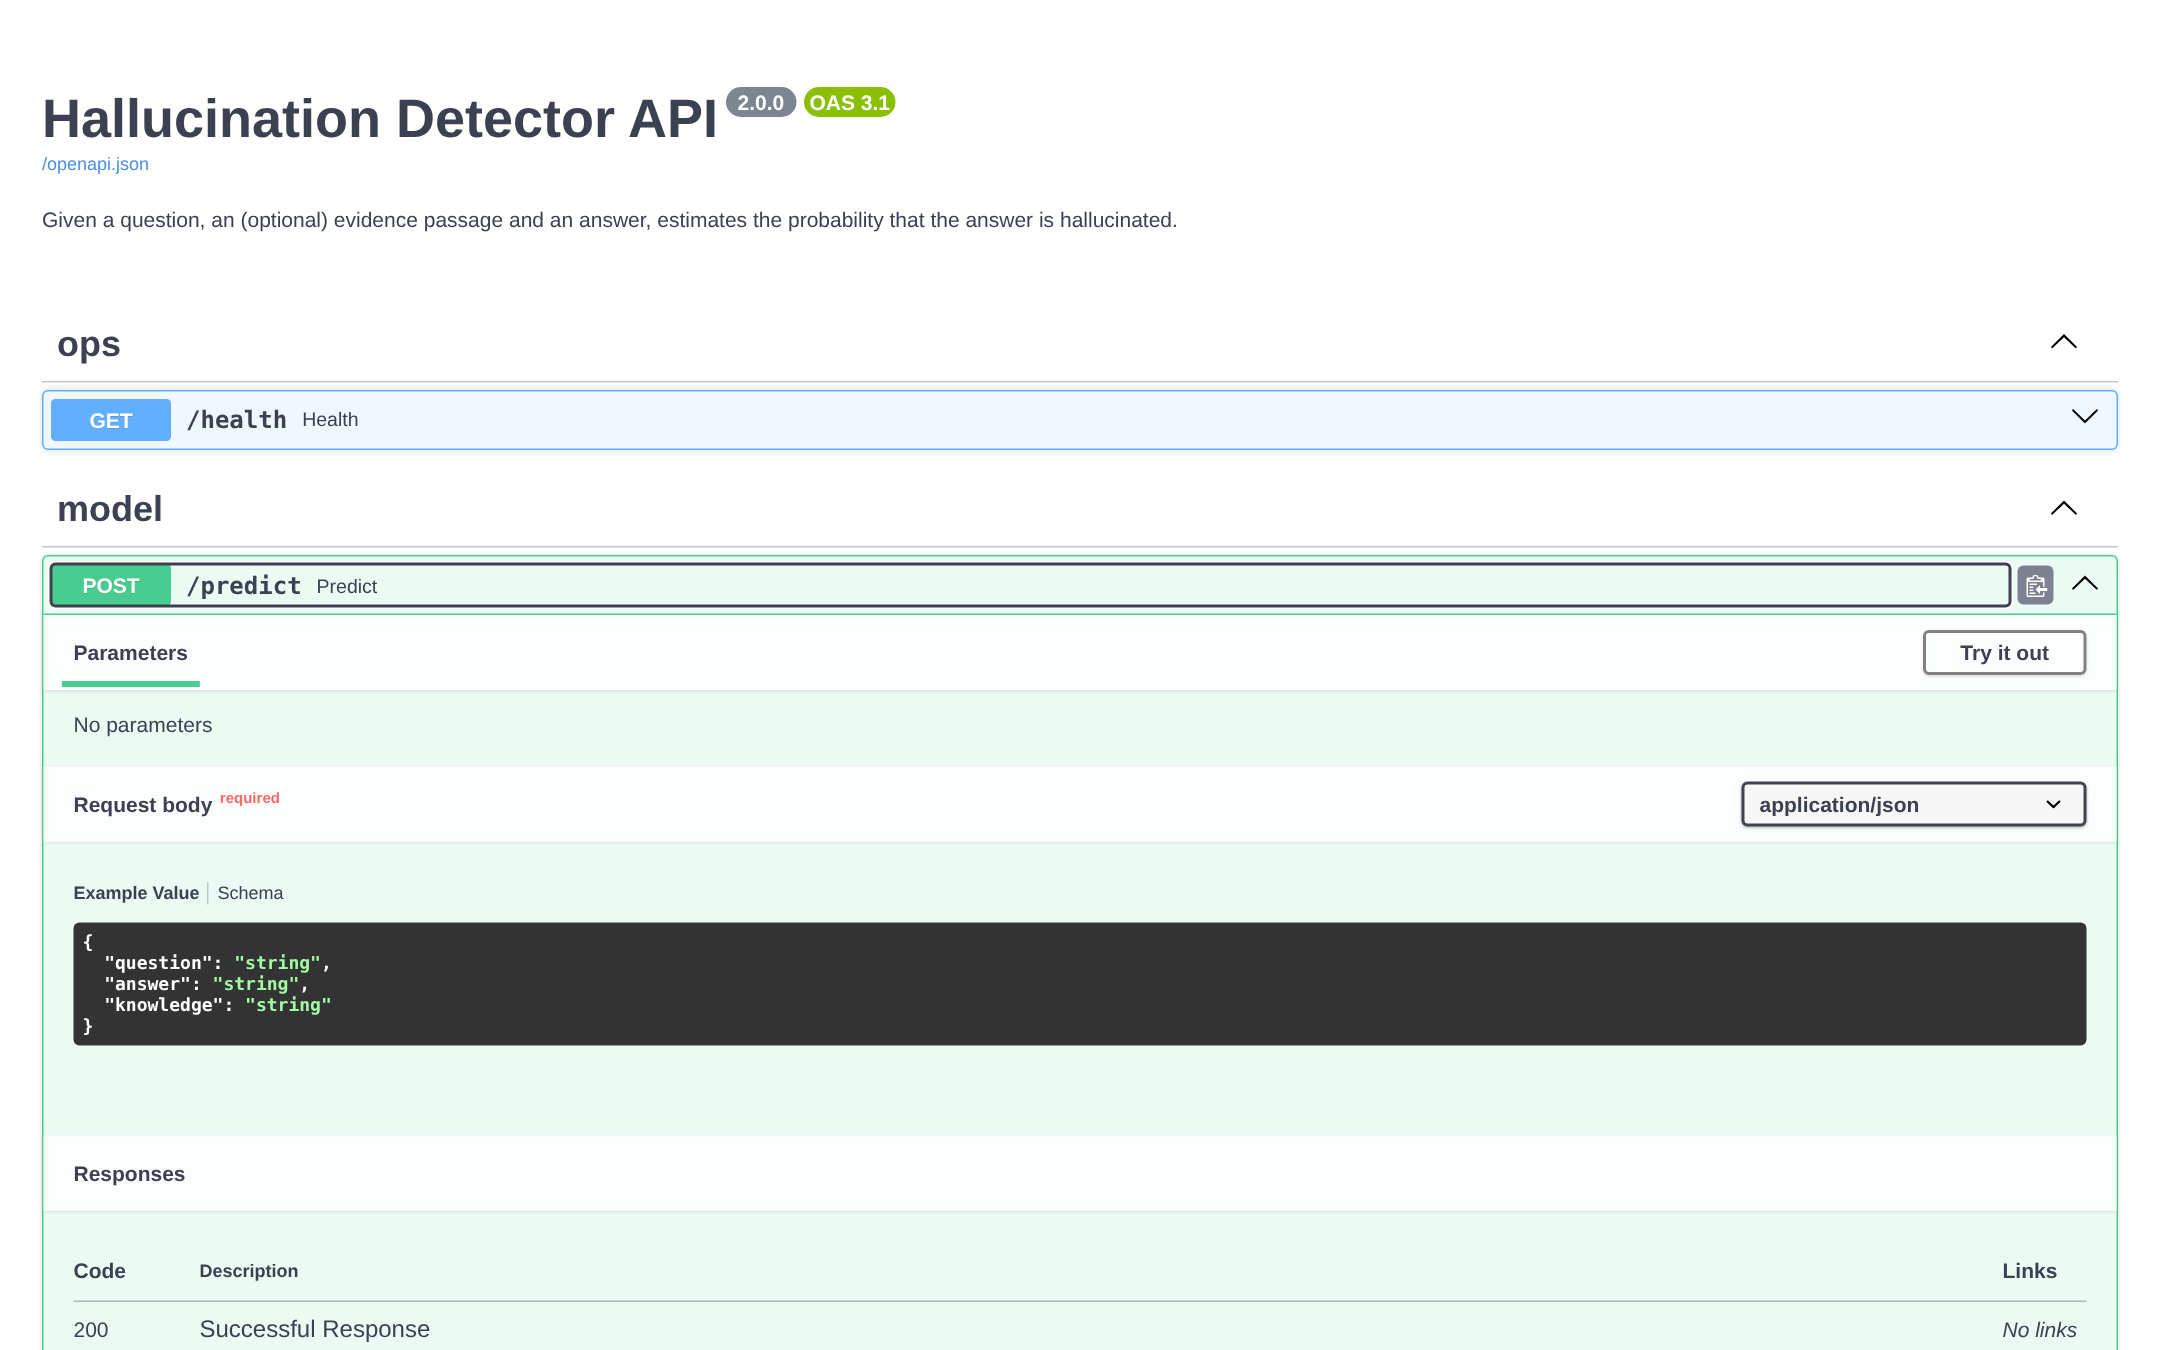 Hallucination Detector API 2.0.0 OAS 3.1
/openapi.json
Given a question, an (optional) evidence passage and an answer, estimates the probability that the answer is hallucinated.
ops
GET /health Health
model
POST /predict Predict
Parameters Try it out
No parameters
Request body required application/json
Example Value Schema
{
  "question": "string",
  "answer": "string",
  "knowledge": "string"
}
Responses
Code Description Links
200 Successful Response No links